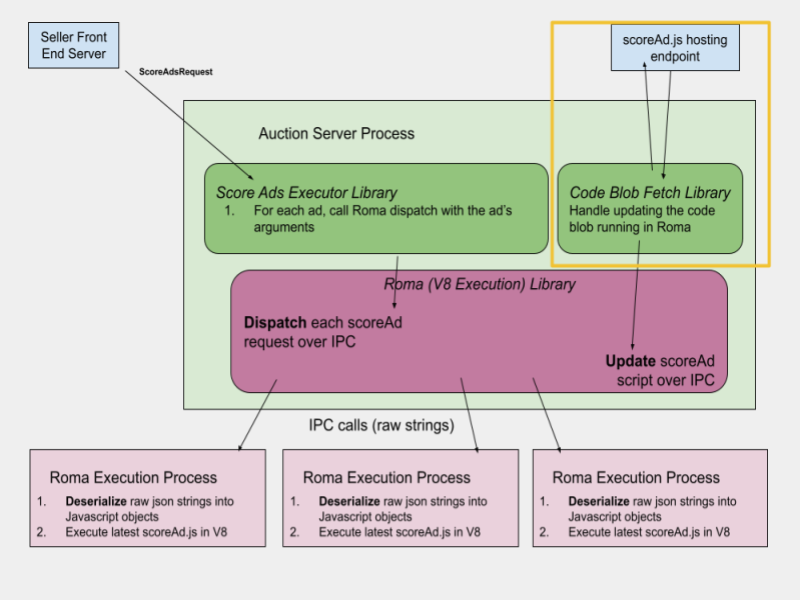 Seller Front
End Server
ScoreAdsRequest
scoreAd.js hosting
endpoint
Auction Server Process
Score Ads Executor Library
1. For each ad, call Roma dispatch with the ad's
arguments
Code Blob Fetch Library
Handle updating the code
blob running in Roma
Roma (V8 Execution) Library
Dispatch each scoreAd
request over IPC
Update scoreAd
script over IPC
IPC calls (raw strings)
Roma Execution Process
1. Deserialize raw json strings into
Javascript objects
2. Execute latest scoreAd.js in V8
Roma Execution Process
1. Deserialize raw json strings into
Javascript objects
2. Execute latest scoreAd.js in V8
Roma Execution Process
1. Deserialize raw json strings into
Javascript objects
2. Execute latest scoreAd.js in V8